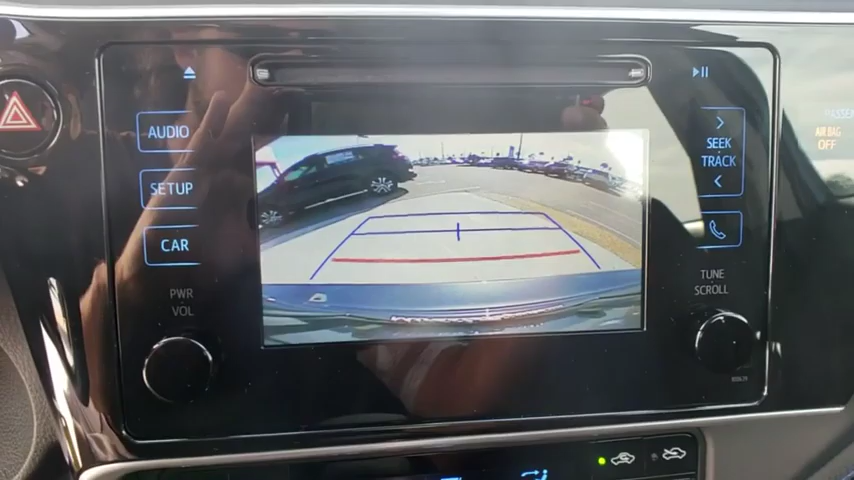 AUDIO
SETUP
CAR
PWR
VOL
SEEK
TRACK
TUNE
SCROLL
AIR BAG
OFF